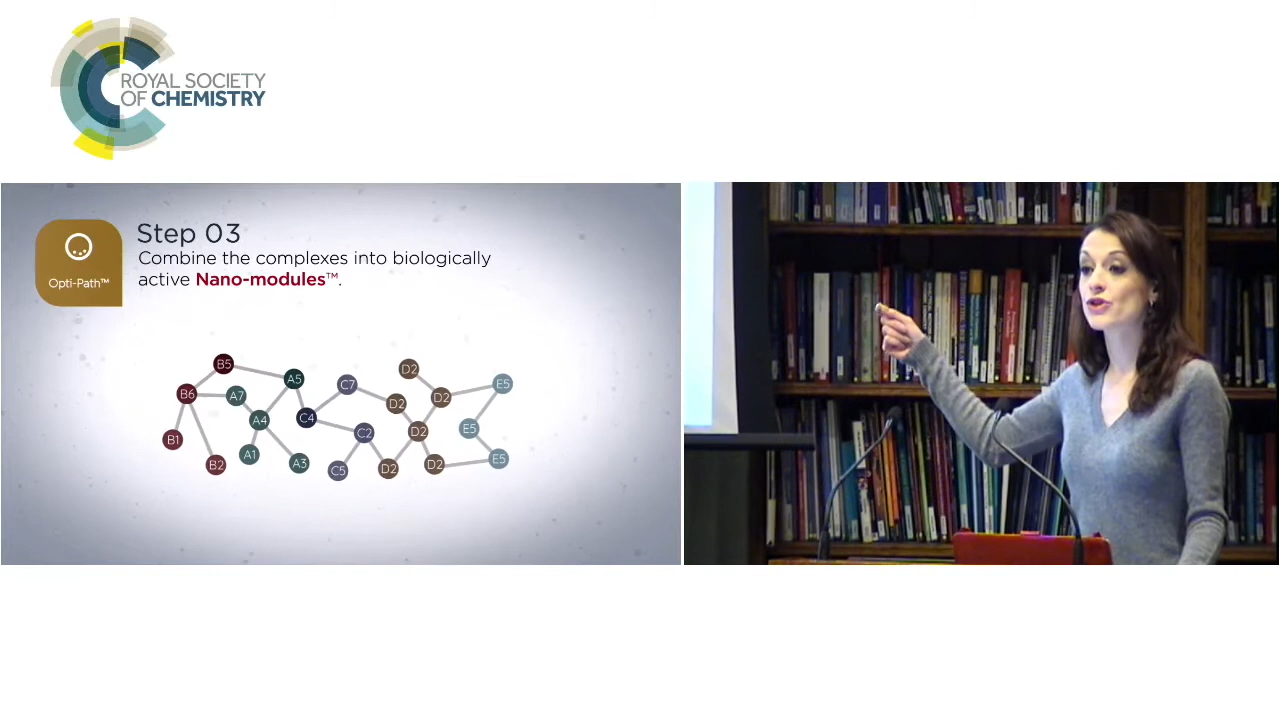 ROYAL SOCIETY
OF CHEMISTRY
Step 03
Combine the complexes into biologically
active Nano-modules™.
Opti-Path™
B5
A5
C7
D2
E5
B6
A7
D2
D2
A4
C4
C2
D2
E5
B1
B2
A1
A3
C5
D2
D2
E5